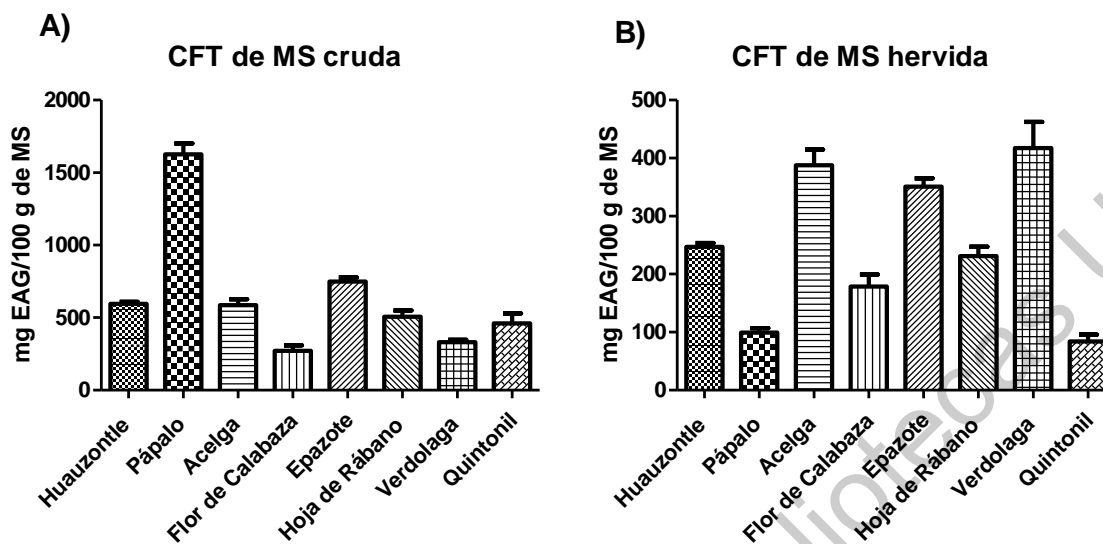 A)
CFT de MS cruda
mg EAG/100 g de MS
2000
1500
1000
500
0
Huauzontle
Pápalo
Acelga
Flor de Calabaza
Epazote
Hoja de Rábano
Verdolaga
Quintonil
B)
CFT de MS hervida
mg EAG/100 g de MS
500
400
300
200
100
0
Huauzontle
Pápalo
Acelga
Flor de Calabaza
Epazote
Hoja de Rábano
Verdolaga
Quintonil